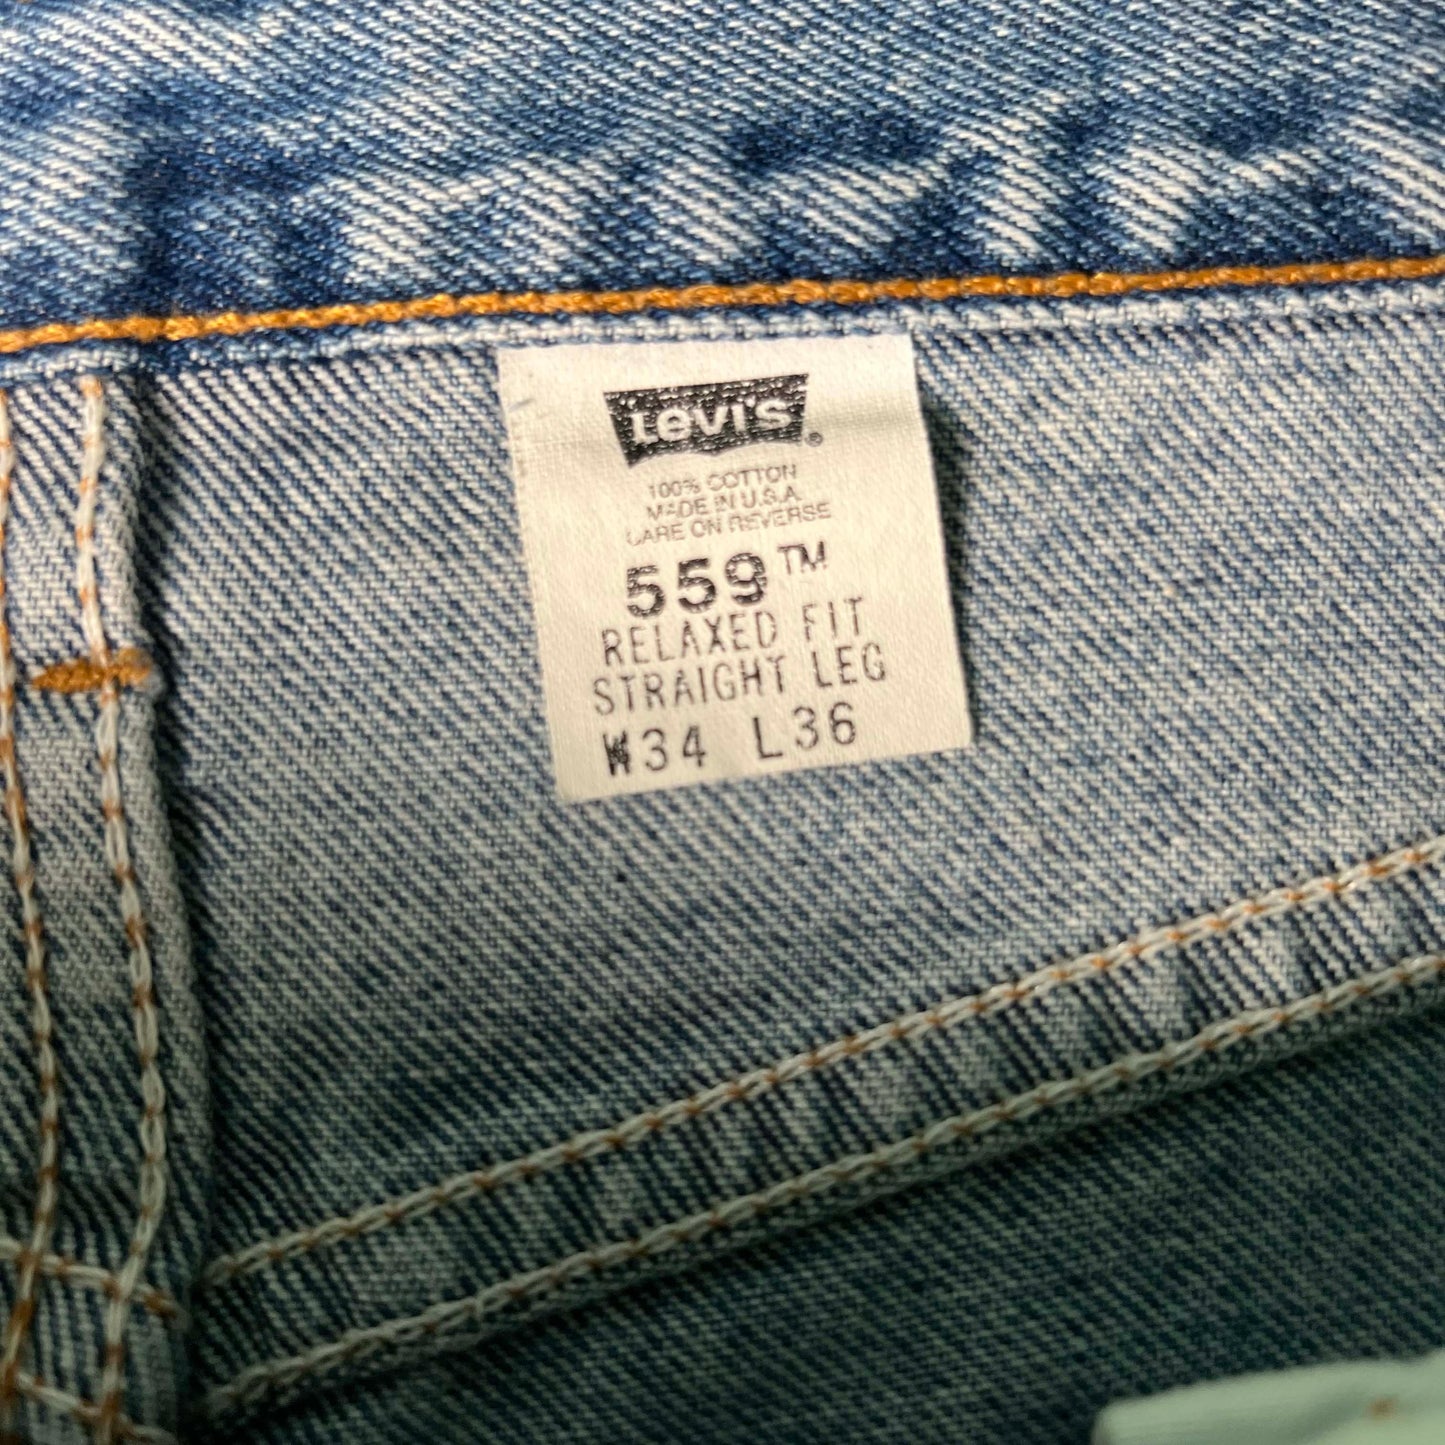 Levi's®
100% COTTON
MADE IN U.S.A.
CARE ON REVERSE
559™
RELAXED FIT
STRAIGHT LEG
W34 L36